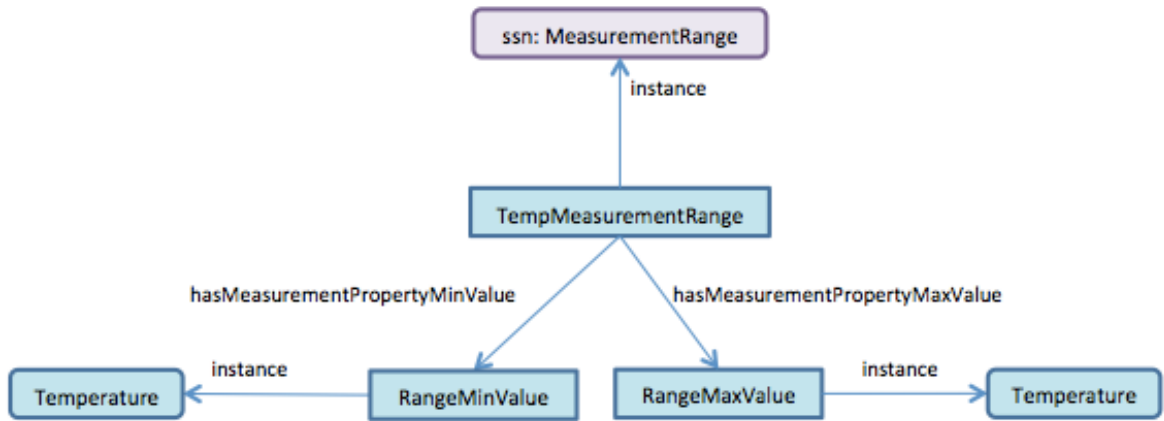 ssn: MeasurementRange
instance
TempMeasurementRange
hasMeasurementPropertyMinValue
hasMeasurementPropertyMaxValue
instance
instance
Temperature
RangeMinValue
RangeMaxValue
Temperature